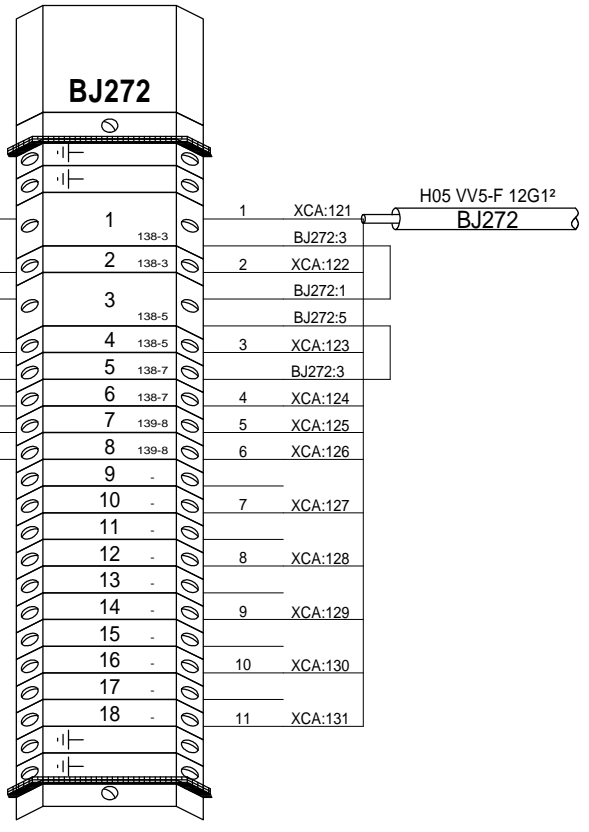 BJ272
H05 VV5-F 12G1²
BJ272
1 XCA:121
1 138-3 BJ272:3
2 138-3 2 XCA:122
BJ272:1
3 138-5 BJ272:5
4 138-5 3 XCA:123
5 138-7 BJ272:3
6 138-7 4 XCA:124
7 139-8 5 XCA:125
8 139-8 6 XCA:126
9 -
10 - 7 XCA:127
11 -
12 - 8 XCA:128
13 -
14 - 9 XCA:129
15 -
16 - 10 XCA:130
17 -
18 - 11 XCA:131